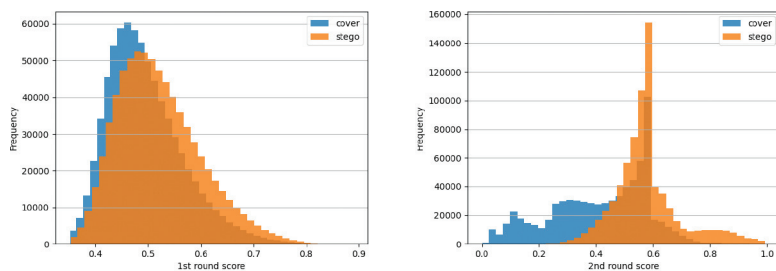 cover
stego
60000
50000
40000
30000
20000
10000
0
Frequency
0.4 0.5 0.6 0.7 0.8 0.9
1st round score
cover
stego
160000
140000
120000
100000
80000
60000
40000
20000
0
Frequency
0.0 0.2 0.4 0.6 0.8 1.0
2nd round score